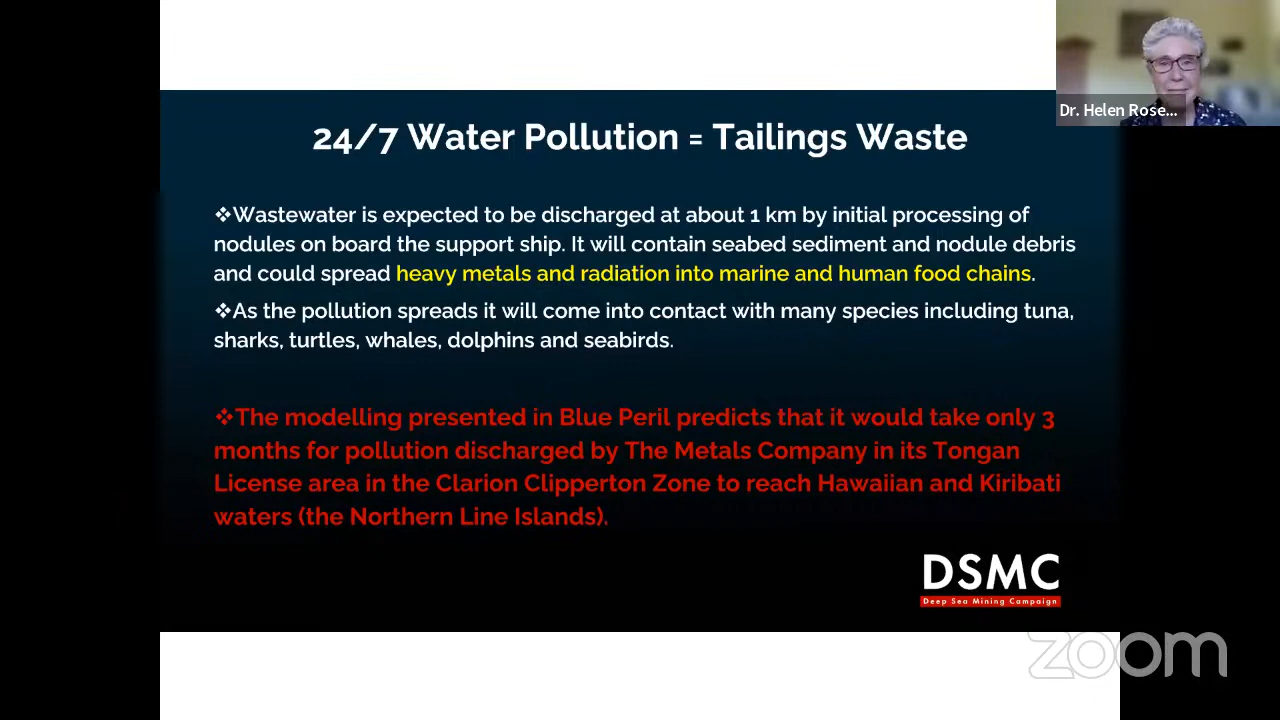 Dr. Helen Rose...
24/7 Water Pollution = Tailings Waste
❖Wastewater is expected to be discharged at about 1 km by initial processing of
nodules on board the support ship. It will contain seabed sediment and nodule debris
and could spread heavy metals and radiation into marine and human food chains.
❖As the pollution spreads it will come into contact with many species including tuna,
sharks, turtles, whales, dolphins and seabirds.
❖The modelling presented in Blue Peril predicts that it would take only 3
months for pollution discharged by The Metals Company in its Tongan
License area in the Clarion Clipperton Zone to reach Hawaiian and Kiribati
waters (the Northern Line Islands).
DSMC
Deep Sea Mining Campaign
zoom